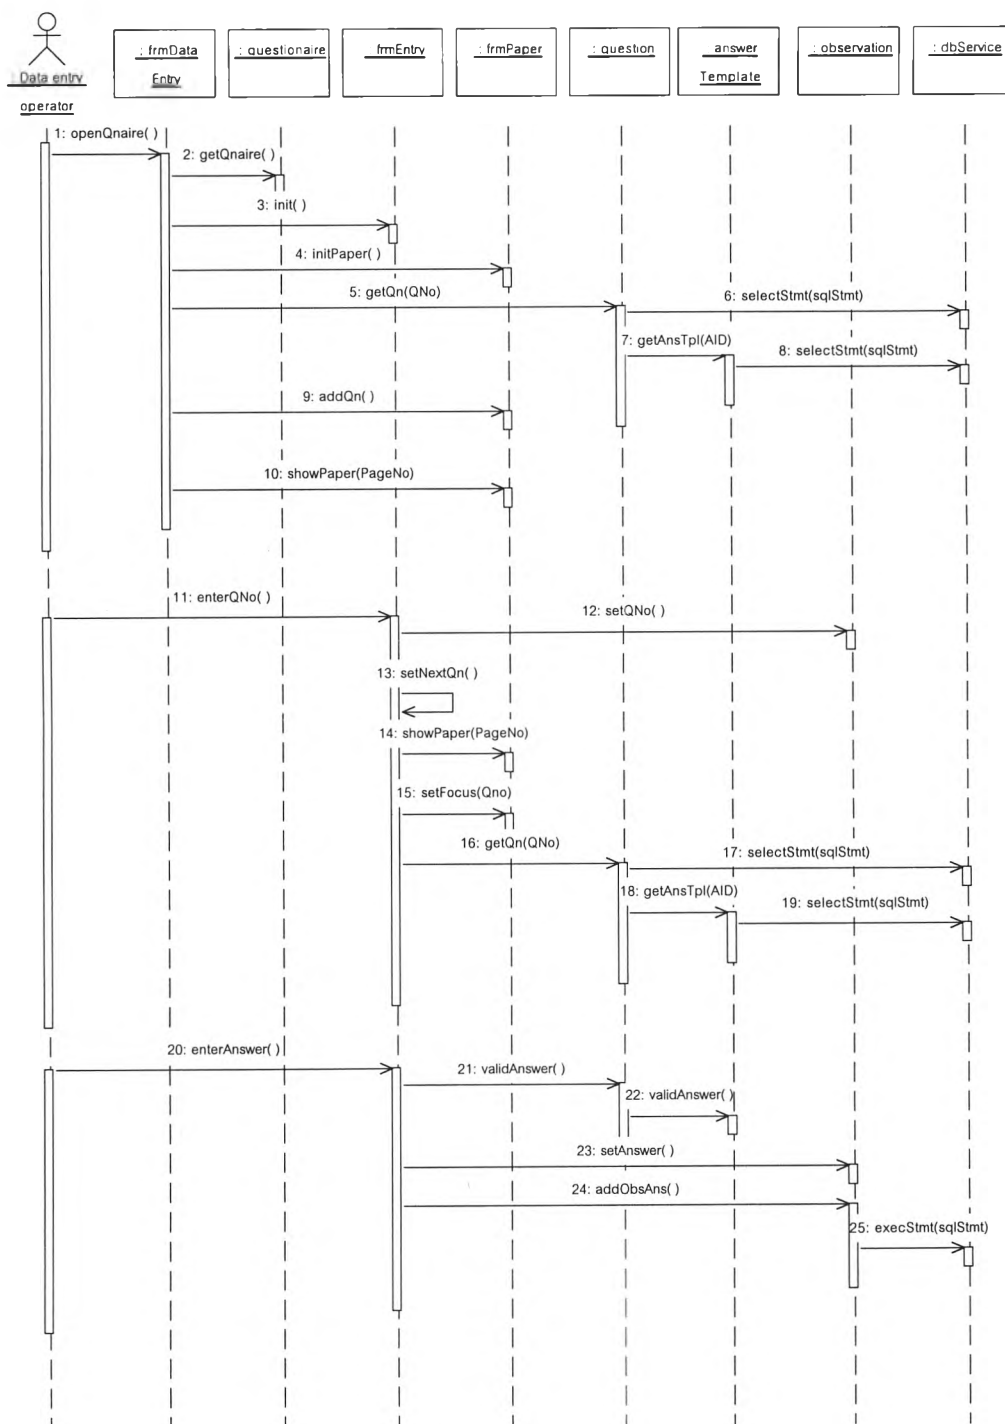 : Data entry
operator
: frmData
Entry
: questionaire
frmEntry
: frmPaper
: question
answer
Template
: observation
: dbService
1: openQnaire( )
2: getQnaire( )
3: init( )
4: initPaper( )
5: getQn(QNo)
6: selectStmt(sqlStmt)
7: getAnsTpl(AID)
8: selectStmt(sqlStmt)
9: addQn( )
10: showPaper(PageNo)
11: enterQNo( )
12: setQNo( )
13: setNextQn( )
14: showPaper(PageNo)
15: setFocus(Qno)
16: getQn(QNo)
17: selectStmt(sqlStmt)
18: getAnsTpl(AID)
19: selectStmt(sqlStmt)
20: enterAnswer( )
21: validAnswer( )
22: validAnswer( )
23: setAnswer( )
24: addObsAns( )
25: execStmt(sqlStmt)